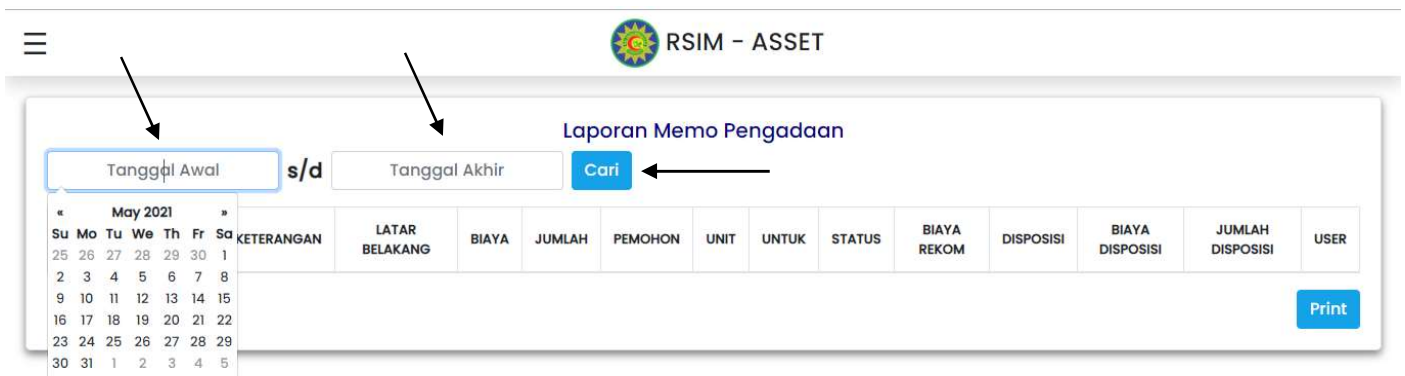 ☰ RSIM - ASSET
Laporan Memo Pengadaan
Tanggal Awal s/d Tanggal Akhir Cari
« May 2021 »
Su Mo Tu We Th Fr Sa
25 26 27 28 29 30 1
2 3 4 5 6 7 8
9 10 11 12 13 14 15
16 17 18 19 20 21 22
23 24 25 26 27 28 29
30 31 1 2 3 4 5
KETERANGAN LATAR BELAKANG BIAYA JUMLAH PEMOHON UNIT UNTUK STATUS BIAYA REKOM DISPOSISI BIAYA DISPOSISI JUMLAH DISPOSISI USER
Print